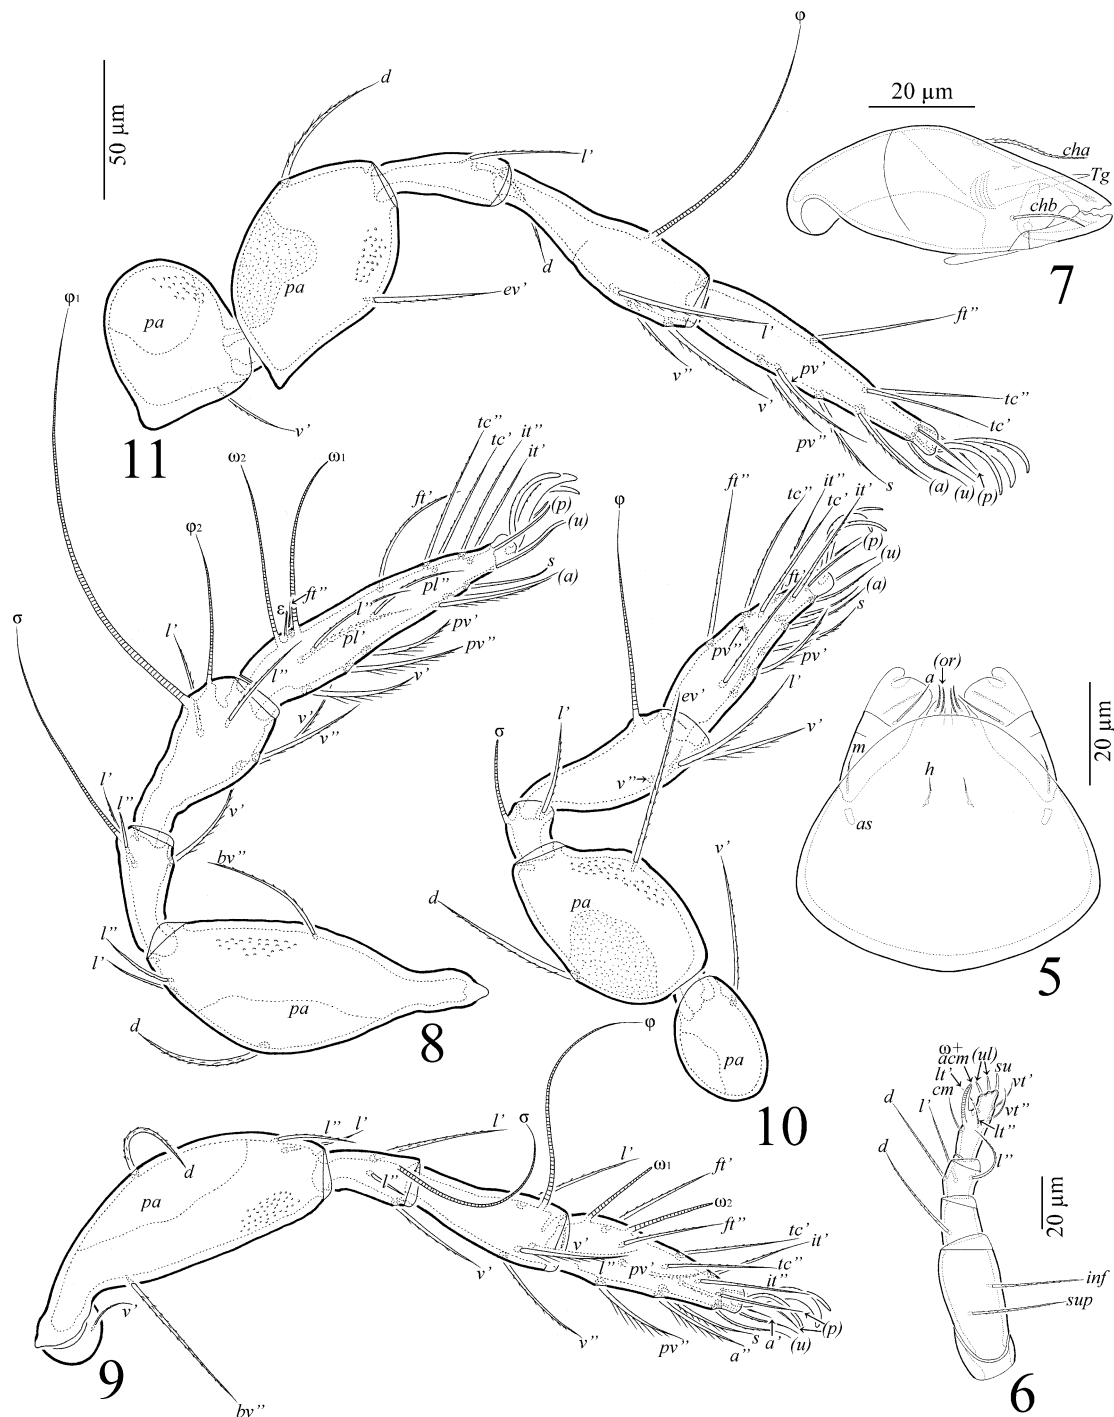 φ
d
50 µm
20 µm
cha
Tg
chb
7
l’
d
pa
ev’
pa
l’
ft”
v”
v’
pv’
pv”
tc”
tc’
s
(a)
(u)
(p)
v’
11
φ1
ω2
ω1
tc”
tc’
it”
it’
ft’
(p)
(u)
φ2
ε
ft”
l”
pl”
s
(a)
pl’
pv’
pv”
v’
σ
l’
l”
v’
v”
l’
l”
v’
bv”
l”
l’
pa
d
8
φ
ft”
tc”
it”
tc’
it’
(p)
(u)
ft’
(a)
s
pv”
pv’
ev’
l’
v’
σ
l’
v”
v’
d
pa
pa
10
(or)
a
20 µm
m
h
as
5
φ
l”
l’
l’
σ
d
pa
l”
l’
ω1
ft’
ω2
ft”
v’
l”
pv’
tc’
it’
tc”
it”
v’
v’
v”
pv”
a”
s
a’
(u)
(p)
bv”
9
ω+
acm
(ul)
su
lt’
cm
vt’
vt”
lt”
d
l’
l”
d
20 µm
inf
sup
6